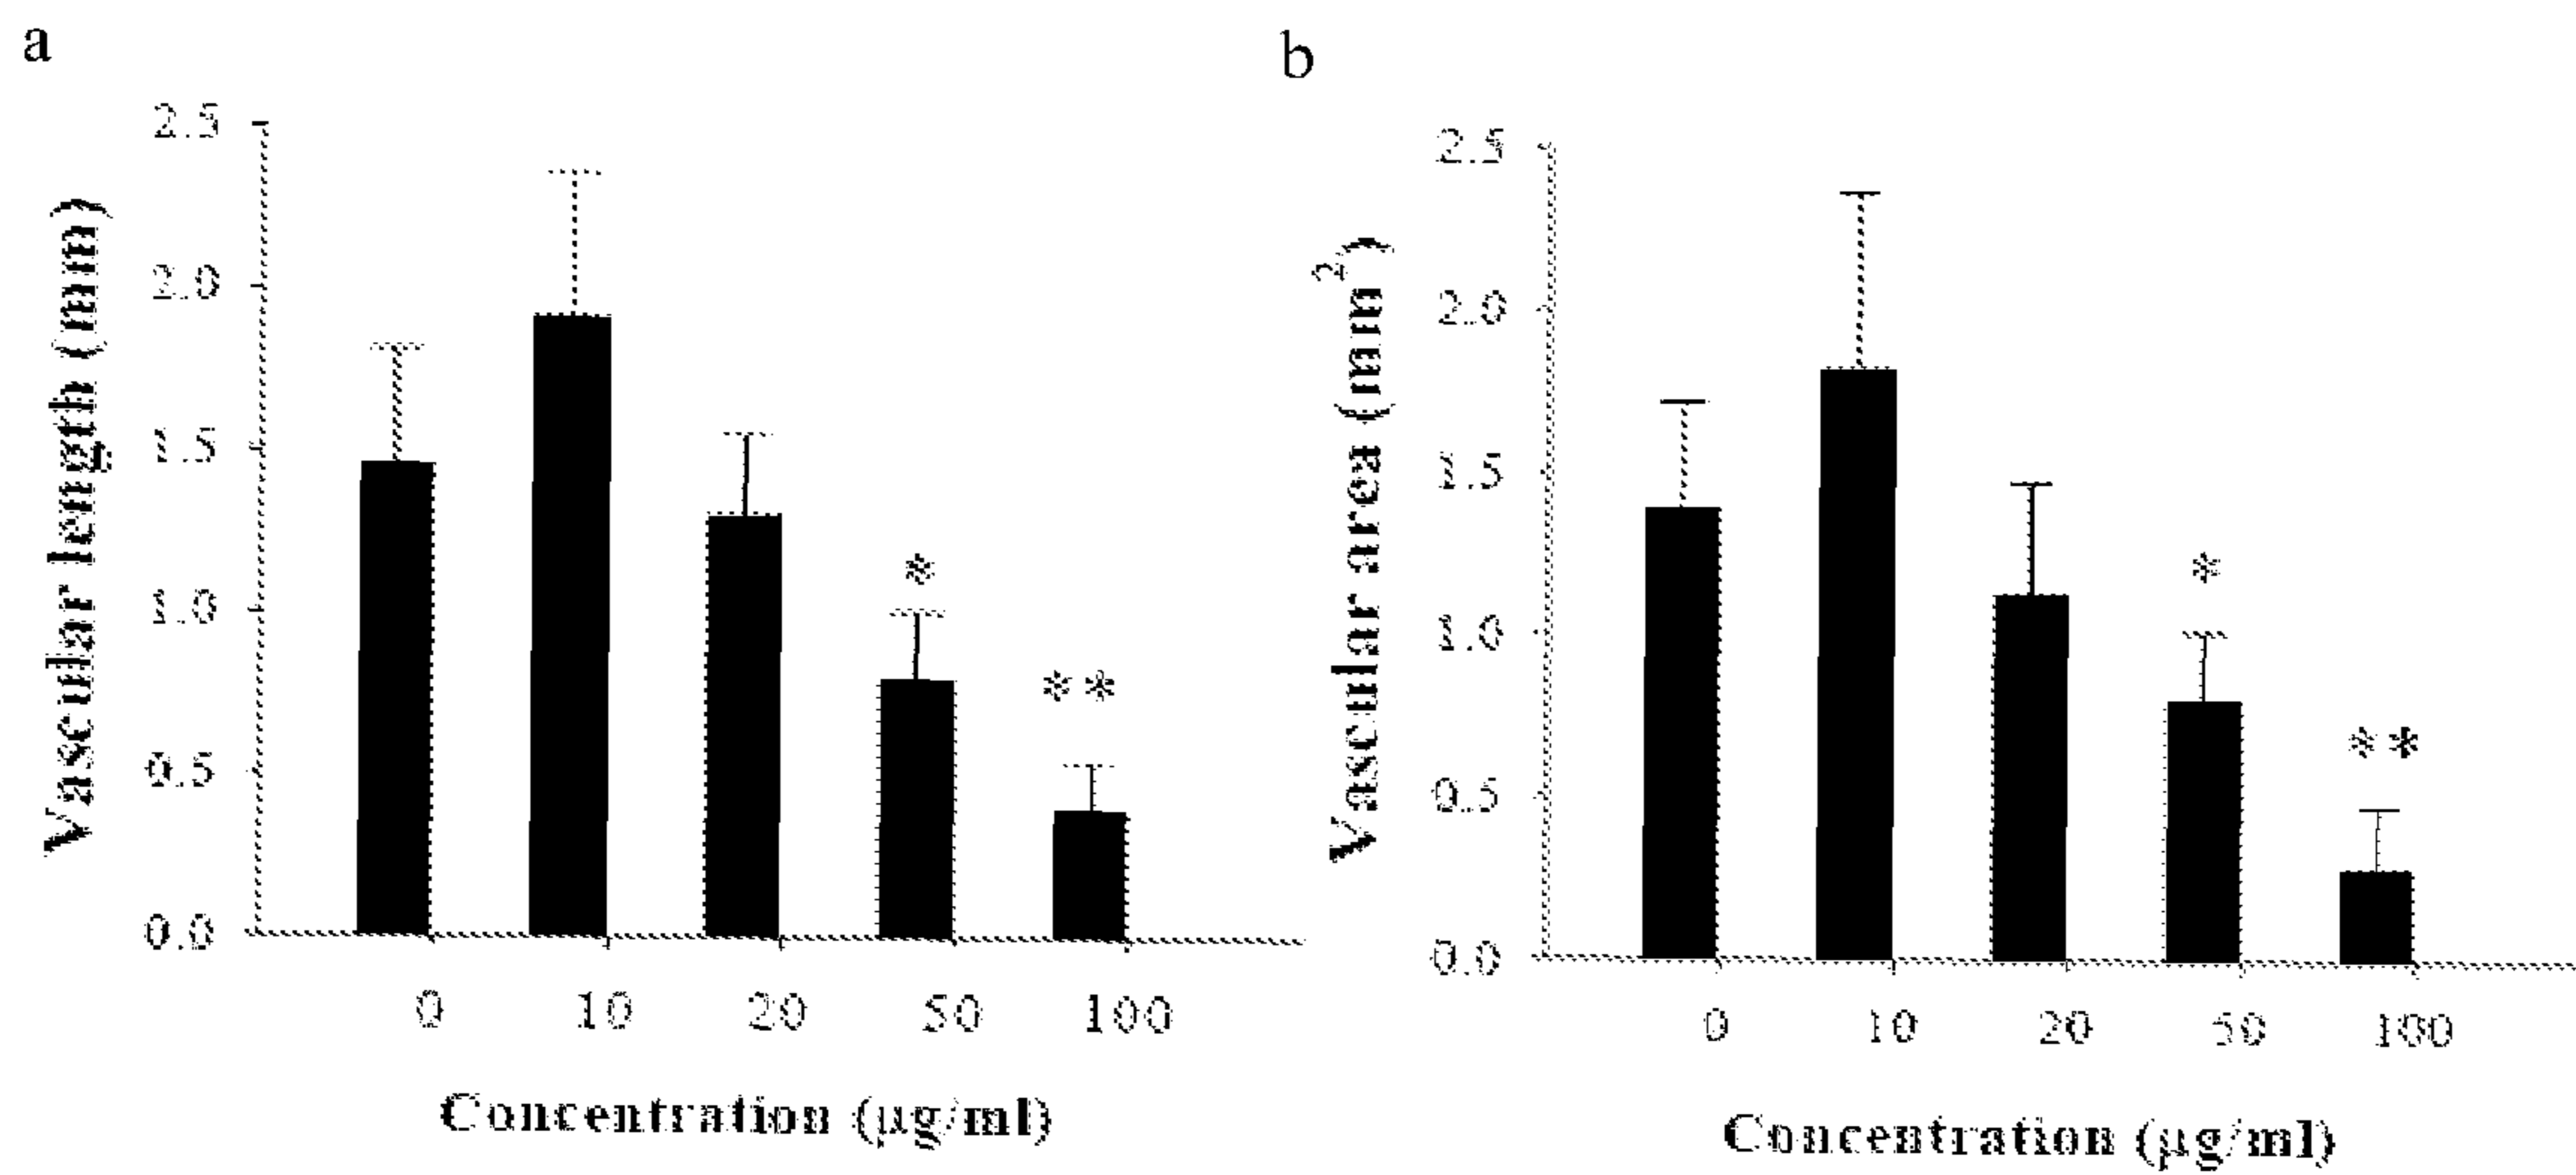 a
Vascular length (mm)
2.5
2.0
1.5
1.0
0.5
0.0
*
**
0 10 20 50 100
Concentration (µg/ml)
b
Vascular area (mm²)
2.5
2.0
1.5
1.0
0.5
0.0
*
**
0 10 20 50 100
Concentration (µg/ml)